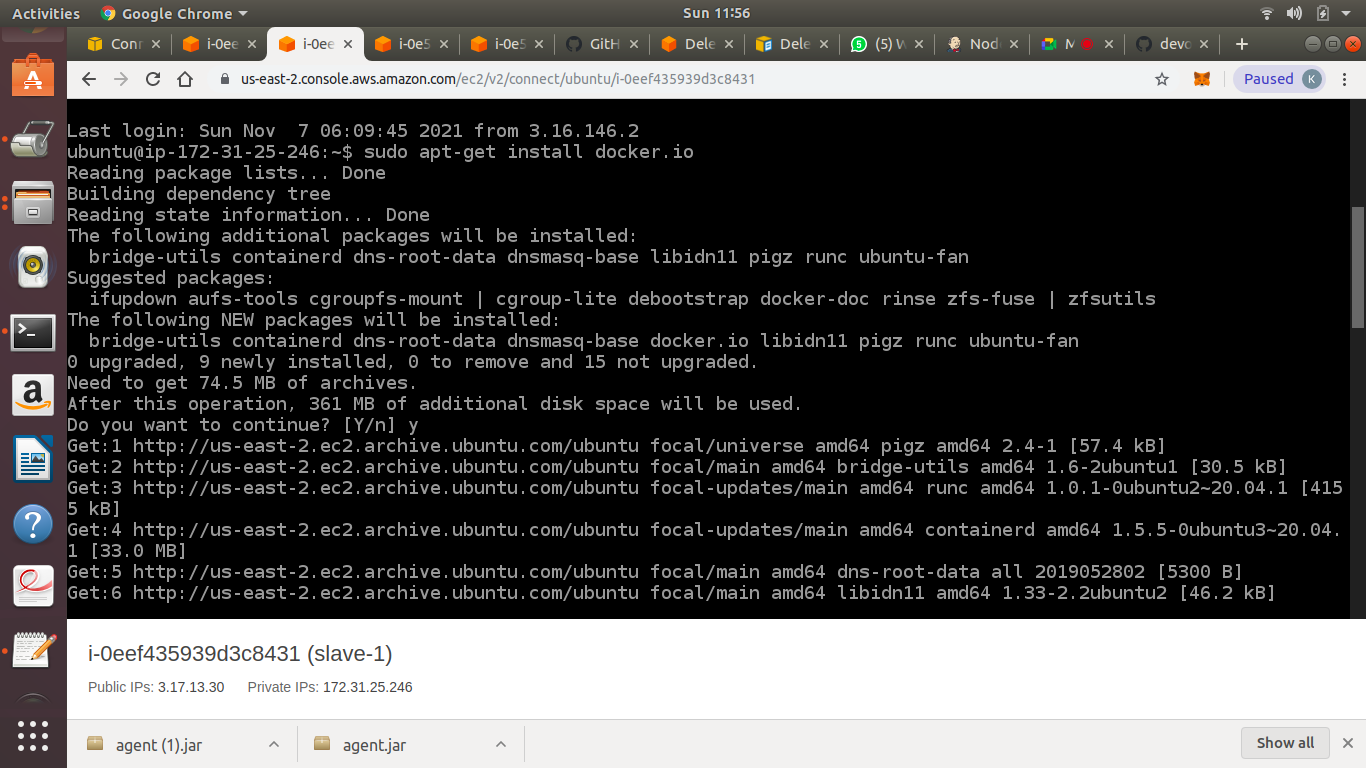 Activities
Google Chrome
Sun 11:56
Conn
i-0ee
i-0ee
i-0e5
i-0e5
GitH
Dele
Dele
(5) W
Node
M
devo
us-east-2.console.aws.amazon.com/ec2/v2/connect/ubuntu/i-0eef435939d3c8431
Paused
K
Last login: Sun Nov  7 06:09:45 2021 from 3.16.146.2
ubuntu@ip-172-31-25-246:~$ sudo apt-get install docker.io
Reading package lists... Done
Building dependency tree
Reading state information... Done
The following additional packages will be installed:
  bridge-utils containerd dns-root-data dnsmasq-base libidn11 pigz runc ubuntu-fan
Suggested packages:
  ifupdown aufs-tools cgroupfs-mount | cgroup-lite debootstrap docker-doc rinse zfs-fuse | zfsutils
The following NEW packages will be installed:
  bridge-utils containerd dns-root-data dnsmasq-base docker.io libidn11 pigz runc ubuntu-fan
0 upgraded, 9 newly installed, 0 to remove and 15 not upgraded.
Need to get 74.5 MB of archives.
After this operation, 361 MB of additional disk space will be used.
Do you want to continue? [Y/n] y
Get:1 http://us-east-2.ec2.archive.ubuntu.com/ubuntu focal/universe amd64 pigz amd64 2.4-1 [57.4 kB]
Get:2 http://us-east-2.ec2.archive.ubuntu.com/ubuntu focal/main amd64 bridge-utils amd64 1.6-2ubuntu1 [30.5 kB]
Get:3 http://us-east-2.ec2.archive.ubuntu.com/ubuntu focal-updates/main amd64 runc amd64 1.0.1-0ubuntu2~20.04.1 [415
5 kB]
Get:4 http://us-east-2.ec2.archive.ubuntu.com/ubuntu focal-updates/main amd64 containerd amd64 1.5.5-0ubuntu3~20.04.
1 [33.0 MB]
Get:5 http://us-east-2.ec2.archive.ubuntu.com/ubuntu focal/main amd64 dns-root-data all 2019052802 [5300 B]
Get:6 http://us-east-2.ec2.archive.ubuntu.com/ubuntu focal/main amd64 libidn11 amd64 1.33-2.2ubuntu2 [46.2 kB]
i-0eef435939d3c8431 (slave-1)
Public IPs: 3.17.13.30 Private IPs: 172.31.25.246
agent (1).jar
agent.jar
Show all